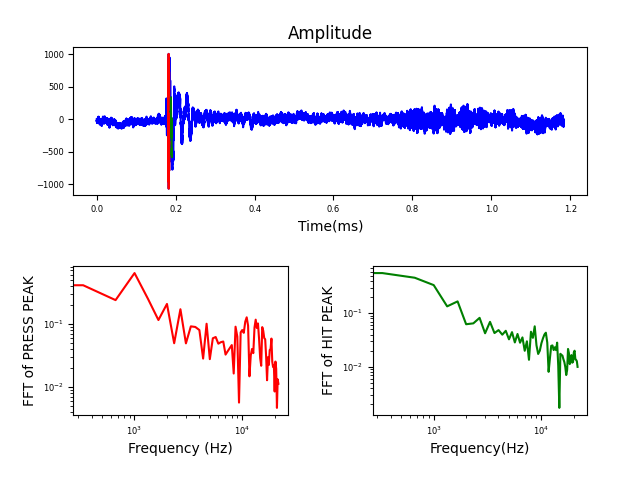 Amplitude
1000
500
0
−500
−1000
0.0 0.2 0.4 0.6 0.8 1.0 1.2
Time(ms)
FFT of PRESS PEAK
10⁻¹
10⁻²
10³ 10⁴
Frequency (Hz)
FFT of HIT PEAK
10⁻¹
10⁻²
10³ 10⁴
Frequency(Hz)